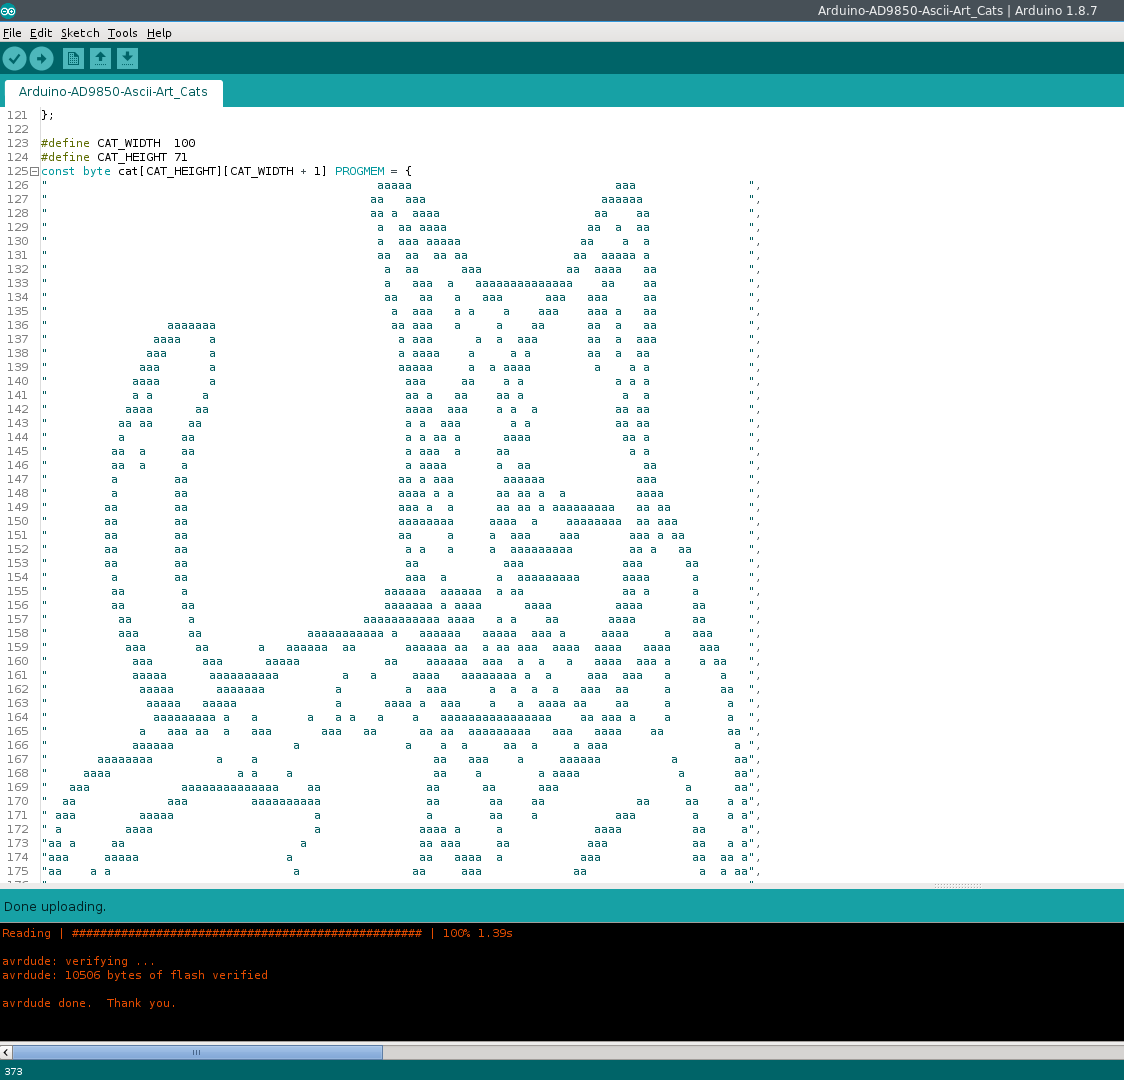 Arduino-AD9850-Ascii-Art_Cats | Arduino 1.8.7
File Edit Sketch Tools Help
Arduino-AD9850-Ascii-Art_Cats
121 };
122
123 #define CAT_WIDTH  100
124 #define CAT_HEIGHT 71
125 const byte cat[CAT_HEIGHT][CAT_WIDTH + 1] PROGMEM = {
126 " aaaaa aaa ",
127 " aa aaa aaaaaa ",
128 " aa a aaaa aa aa ",
129 " a aa aaaa aa a aa ",
130 " a aaa aaaaa aa a a ",
131 " aa aa aa aa aa aaaaa a ",
132 " a aa aaa aa aaaa aa ",
133 " a aaa a aaaaaaaaaaaaaa aa aa ",
134 " aa aa a aaa aaa aaa aa ",
135 " a aaa a a a aaa aaa a aa ",
136 " aaaaaaa aa aaa a a aa aa a aa ",
137 " aaaa a a aaa a a aaa aa a aaa ",
138 " aaa a a aaaa a a a aa a aa ",
139 " aaa a aaaaa a a aaaa a a a ",
140 " aaaa a aaa aa a a a a a ",
141 " a a a aa a aa aa a a a ",
142 " aaaa aa aaaa aaa a a a aa aa ",
143 " aa aa aa a a aaa a a aa aa ",
144 " a aa a a aa a aaaa aa a ",
145 " aa a aa a aaa a aa a a ",
146 " aa a a a aaaa a aa aa ",
147 " a aa aa a aaa aaaaaa aaa ",
148 " a aa aaaa a a aa aa a a aaaa ",
149 " aa aa aaa a a aa aa a aaaaaaaaa aa aa ",
150 " aa aa aaaaaaaa aaaa a aaaaaaaa aa aaa ",
151 " aa aa aa a a aaa aaa aaa a aa ",
152 " aa aa a a a a aaaaaaaaa aa a aa ",
153 " aa aa aa aaa aaa aa ",
154 " a aa aaa a a aaaaaaaaa aaaa a ",
155 " aa a aaaaaa aaaaaa a aa aa a a ",
156 " aa aa aaaaaaa a aaaa aaaa aaaa aa ",
157 " aa a aaaaaaaaaaa aaaa a a aa aaaa aa ",
158 " aaa aa aaaaaaaaaaa a aaaaaa aaaaa aaa a aaaa a aaa ",
159 " aaa aa a aaaaaa aa aaaaaa aa a aa aaa aaaa aaaa aaaa aaa ",
160 " aaa aaa aaaaa aa aaaaaa aaa a a a aaaa aaa a a aa ",
161 " aaaaa aaaaaaaaaa a a aaaa aaaaaaaa a a aaa aaa a a ",
162 " aaaaa aaaaaaa a a aaa a a a a aaa aa a aa ",
163 " aaaaa aaaaa a aaaa a aaa a a aaaa aa aa a a ",
164 " aaaaaaaaa a a a a a a a aaaaaaaaaaaaaaaa aa aaa a a a ",
165 " a aaa aa a aaa aaa aa aa aa aaaaaaaaa aaa aaaa aa aa ",
166 " aaaaaa a a a a aa a a aaa a ",
167 " aaaaaaaa a a aa aaa a aaaaaa a aa",
168 " aaaa a a a aa a a aaaa a aa",
169 " aaa aaaaaaaaaaaaaa aa aa aa aaa a aa",
170 " aa aaa aaaaaaaaaa aa aa aa aa aa a a",
171 " aaa aaaaa a a aa a aaa a a a",
172 " a aaaa a aaaa a a aaaa aa a",
173 "aa a aa a aa aaa aa aaa aa a a",
174 "aaa aaaaa a aa aaaa a aaa aa aa a",
175 "aa a a a aa aaa aa a a aa",
Done uploading.
Reading | ################################################## | 100% 1.39s
avrdude: verifying ...
avrdude: 10506 bytes of flash verified
avrdude done.  Thank you.
373